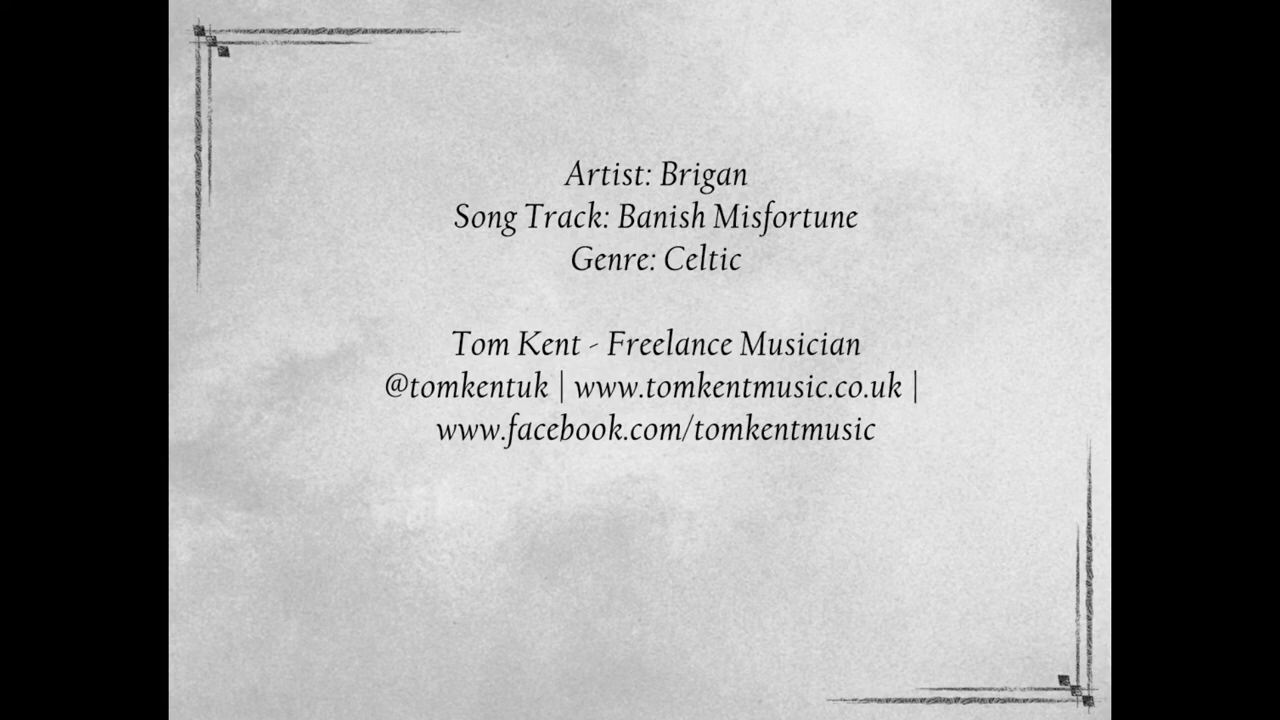 Artist: Brigan
Song Track: Banish Misfortune
Genre: Celtic
Tom Kent - Freelance Musician
@tomkentuk | www.tomkentmusic.co.uk |
www.facebook.com/tomkentmusic